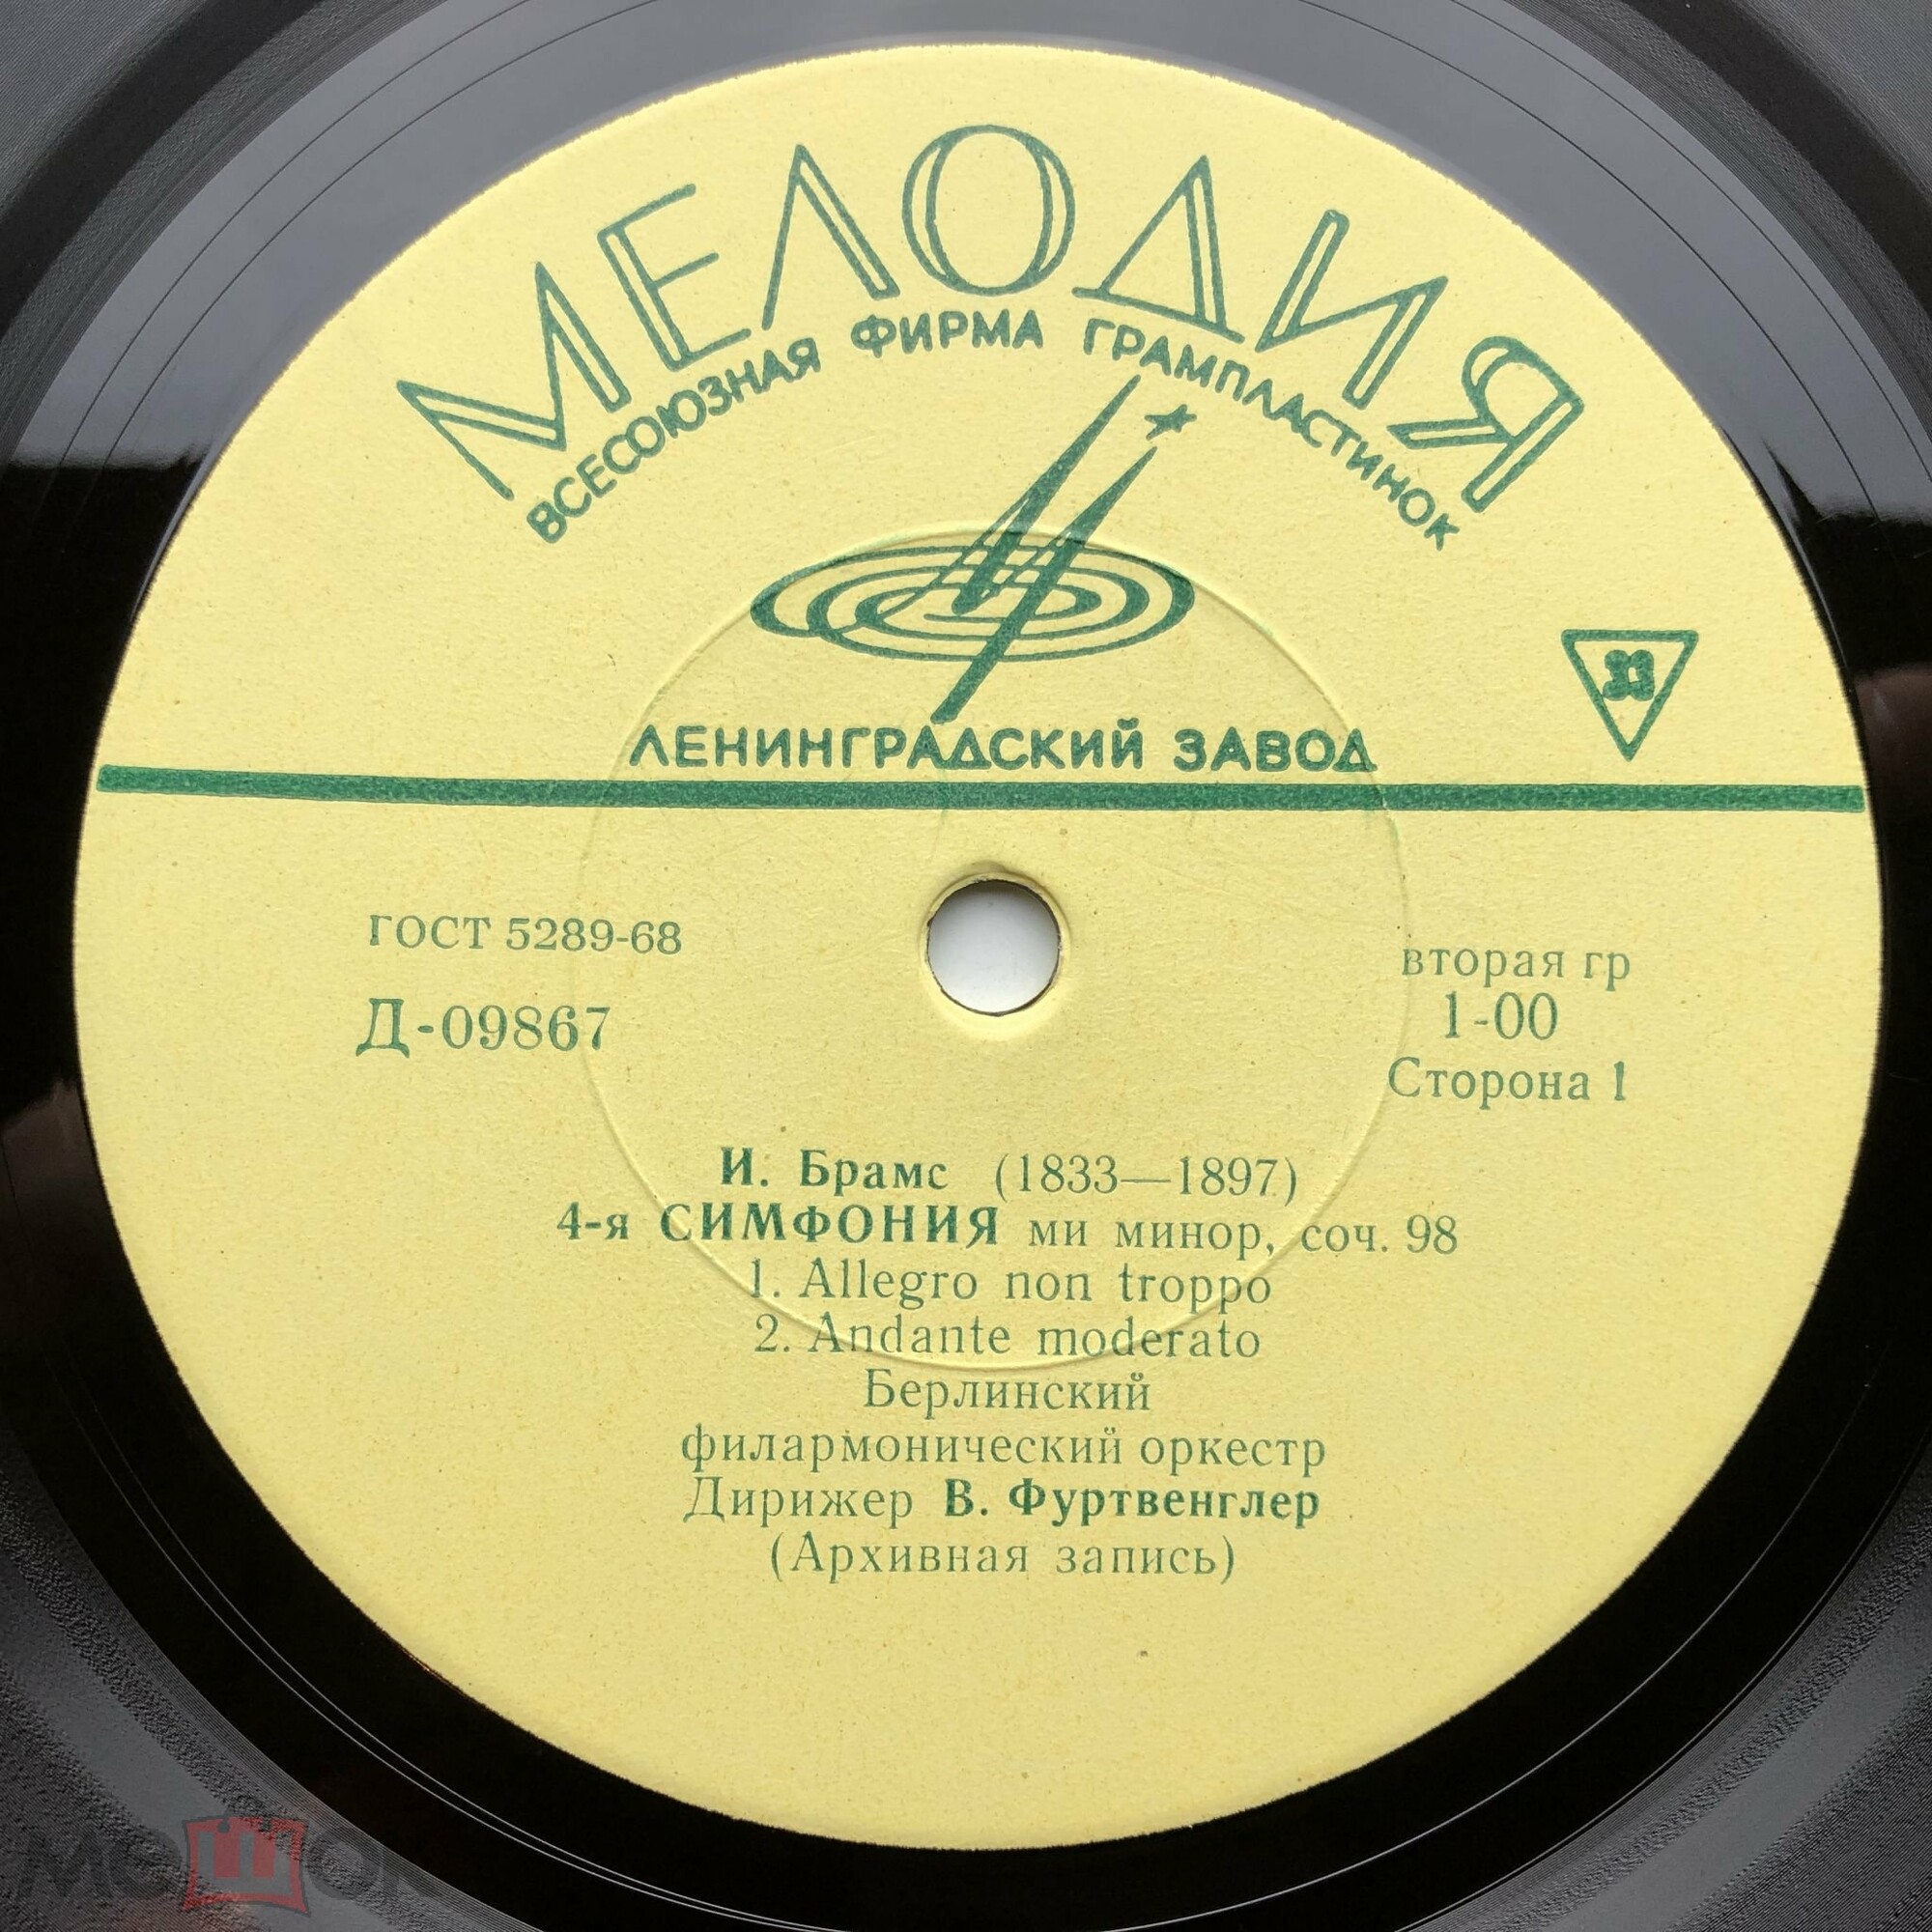 МЕЛОДИЯ
ВСЕСОЮЗНАЯ ФИРМА ГРАМПЛАСТИНОК
33
ЛЕНИНГРАДСКИЙ ЗАВОД
ГОСТ 5289-68
Д-09867
вторая гр
1-00
Сторона 1
И. Брамс (1833—1897)
4-я СИМФОНИЯ ми минор, соч. 98
1. Allegro non troppo
2. Andante moderato
Берлинский
филармонический оркестр
Дирижер В. Фуртвенглер
(Архивная запись)
мешок